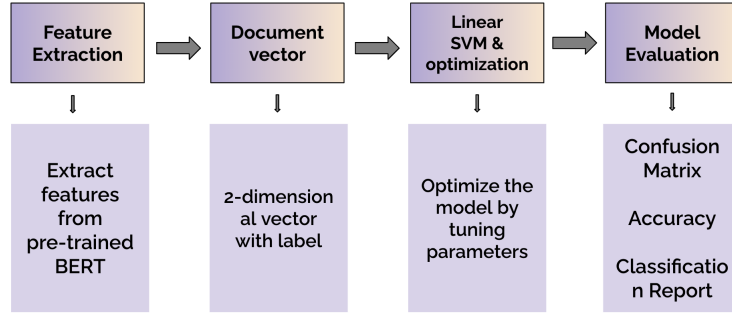 Feature
Extraction
Document
vector
Linear
SVM &
optimization
Model
Evaluation
Extract
features
from
pre-trained
BERT
2-dimension
al vector
with label
Optimize the
model by
tuning
parameters
Confusion
Matrix
Accuracy
Classificatio
n Report